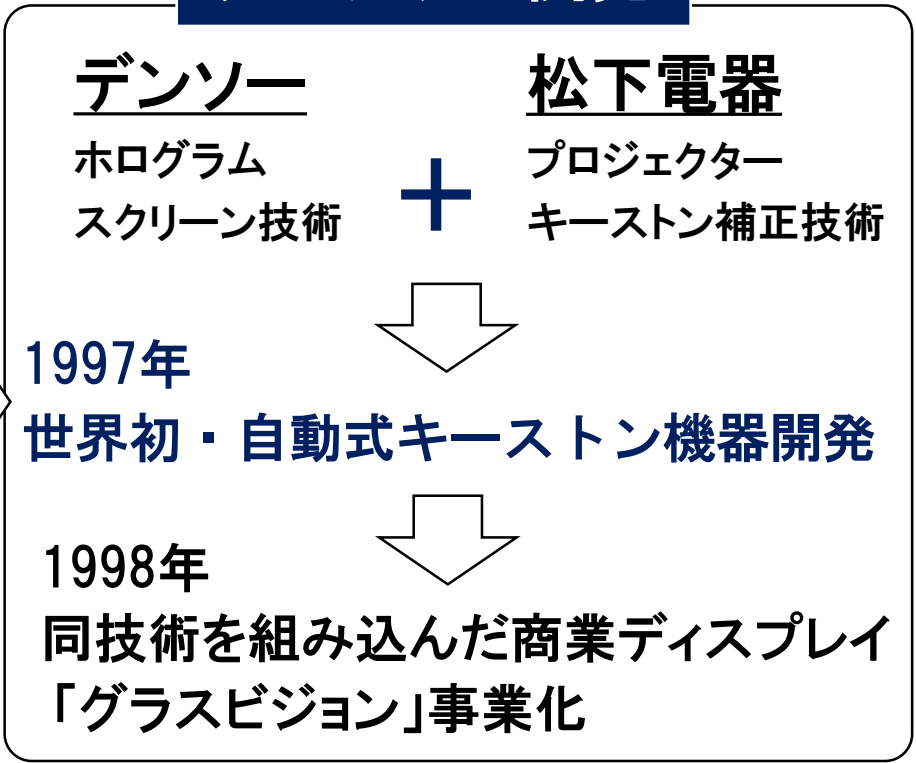 デンソー
ホログラム
スクリーン技術
+
松下電器
プロジェクター
キーストン補正技術
1997年
世界初・自動式キーストン機器開発
1998年
同技術を組み込んだ商業ディスプレイ
「グラスビジョン」事業化